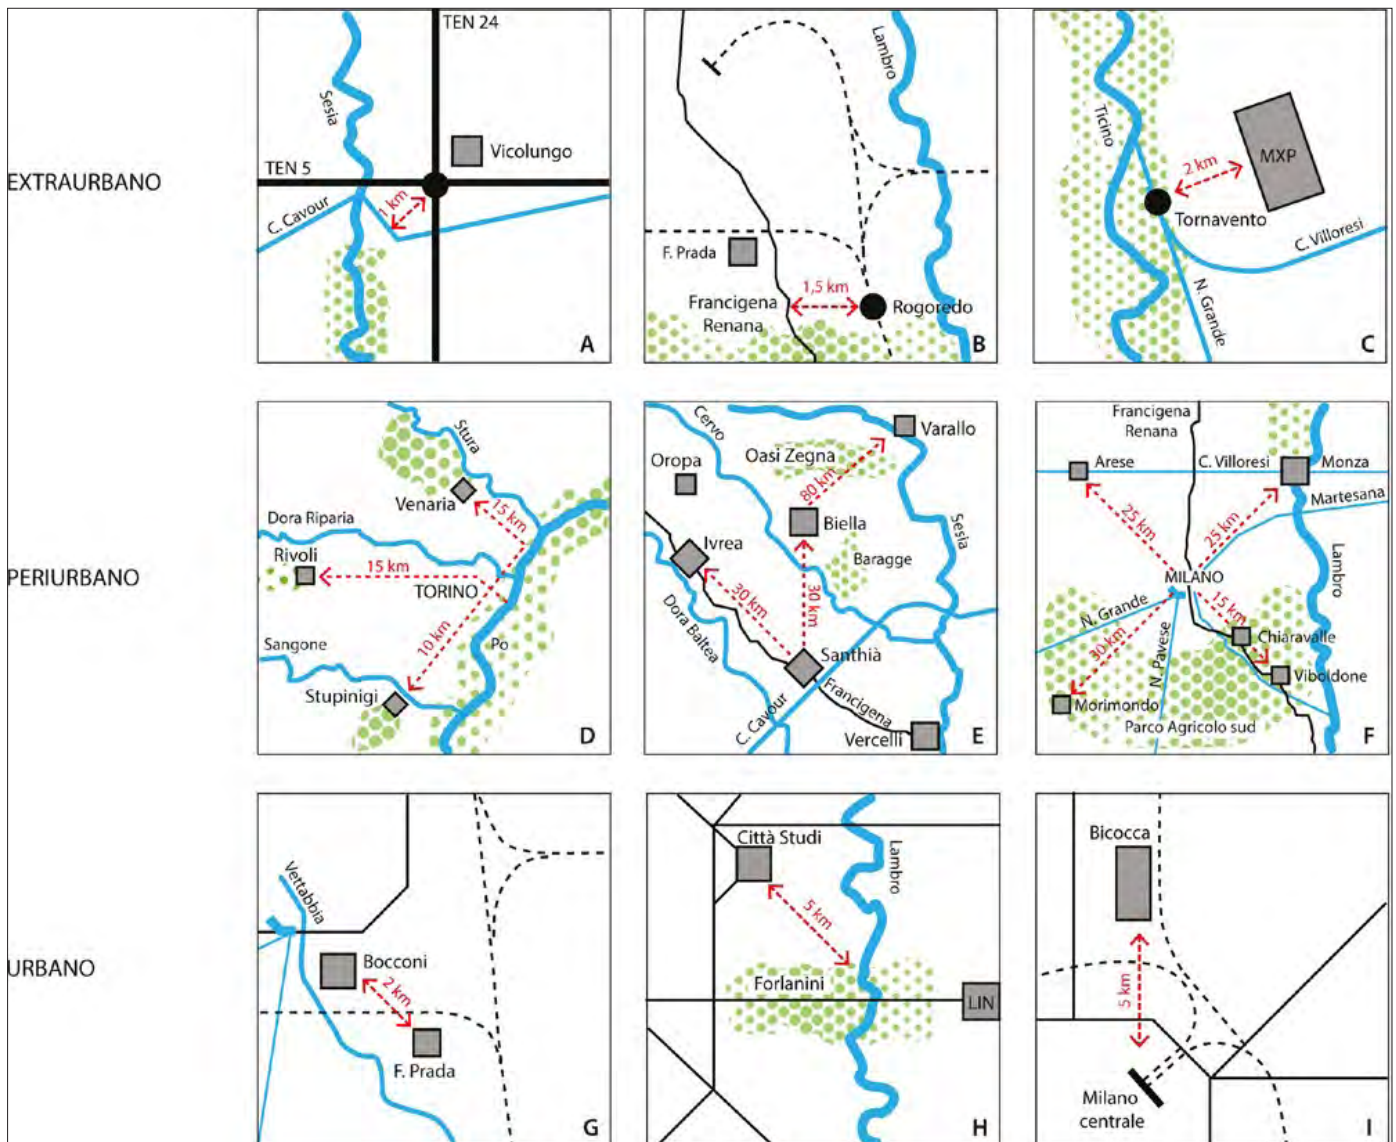 EXTRAURBANO
TEN 24
Sesia
Vicolungo
TEN 5
1 km
C. Cavour
A
Lambro
F. Prada
1,5 km
Francigena
Renana
Rogoredo
B
Ticino
MXP
2 km
Tornavento
C. Villoresi
N. Grande
C
PERIURBANO
Stura
Venaria
15 km
Dora Riparia
Rivoli
15 km
TORINO
10 km
Po
Sangone
Stupinigi
D
Cervo
Varallo
Oropa
Oasi Zegna
80 km
Biella
Sesia
Ivrea
Baragge
30 km
30 km
Dora Baltea
Santhià
Francigena
C. Cavour
Vercelli
E
Francigena
Renana
Arese
C. Villoresi
Monza
Martesana
25 km
25 km
MILANO
Lambro
N. Grande
15 km
Chiaravalle
30 km
N. Pavese
Viboldone
Morimondo
Parco Agricolo sud
F
URBANO
Vettabbia
Bocconi
2 km
F. Prada
G
Città Studi
Lambro
5 km
Forlanini
LIN
H
Bicocca
5 km
Milano
centrale
I